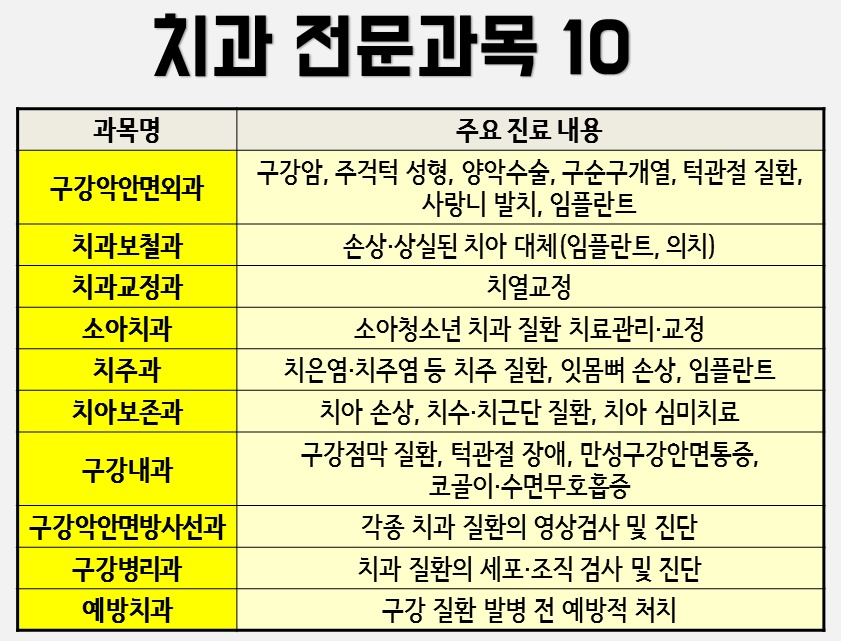 치과 전문과목 10
과목명 주요 진료 내용
구강악안면외과 구강암, 주걱턱 성형, 양악수술, 구순구개열, 턱관절 질환,
사랑니 발치, 임플란트
치과보철과 손상·상실된 치아 대체(임플란트, 의치)
치과교정과 치열교정
소아치과 소아청소년 치과 질환 치료관리·교정
치주과 치은염·치주염 등 치주 질환, 잇몸뼈 손상, 임플란트
치아보존과 치아 손상, 치수·치근단 질환, 치아 심미치료
구강내과 구강점막 질환, 턱관절 장애, 만성구강안면통증,
코골이·수면무호흡증
구강악안면방사선과 각종 치과 질환의 영상검사 및 진단
구강병리과 치과 질환의 세포·조직 검사 및 진단
예방치과 구강 질환 발병 전 예방적 처치